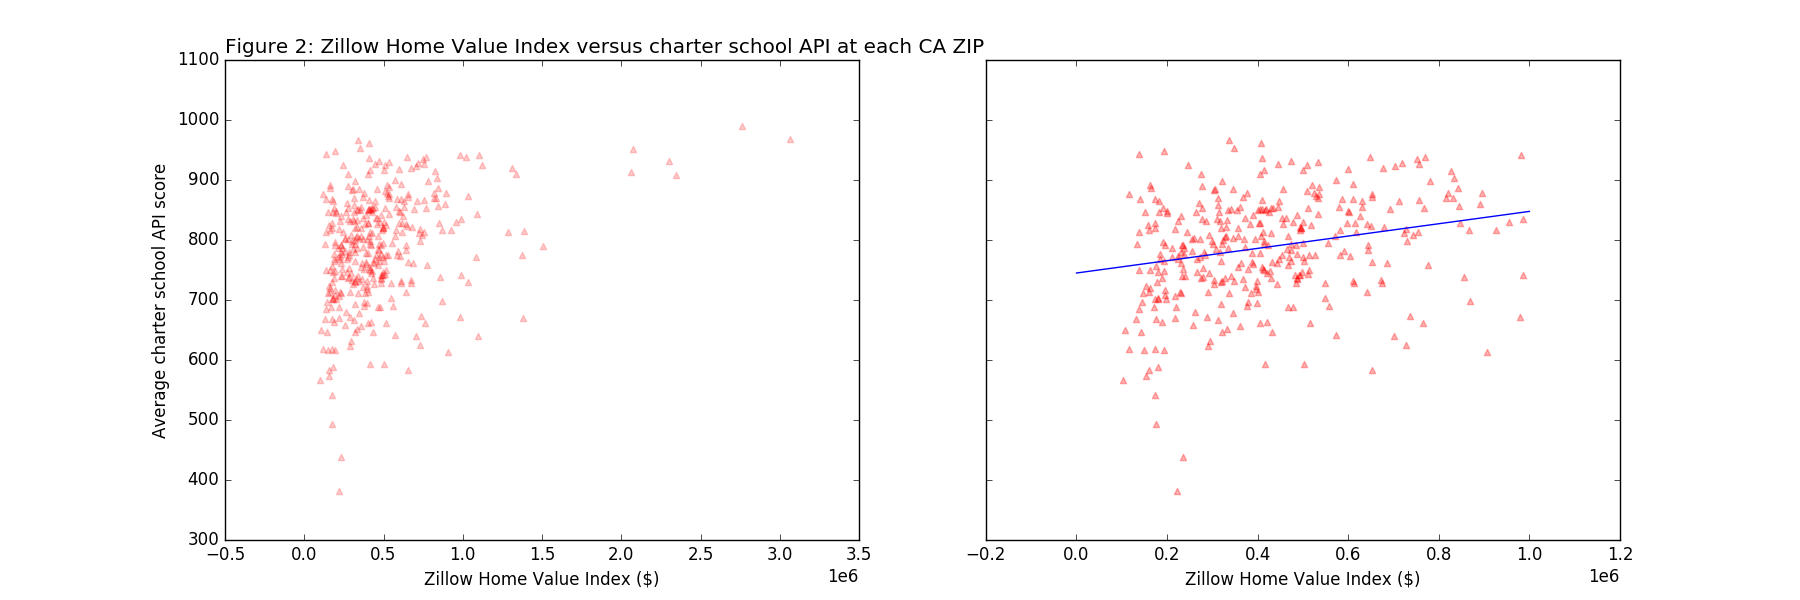 Figure 2: Zillow Home Value Index versus charter school API at each CA ZIP
1100
1000
900
800
700
600
500
400
300
Average charter school API score
−0.5 0.0 0.5 1.0 1.5 2.0 2.5 3.0 3.5
1e6
Zillow Home Value Index ($)
−0.2 0.0 0.2 0.4 0.6 0.8 1.0 1.2
1e6
Zillow Home Value Index ($)